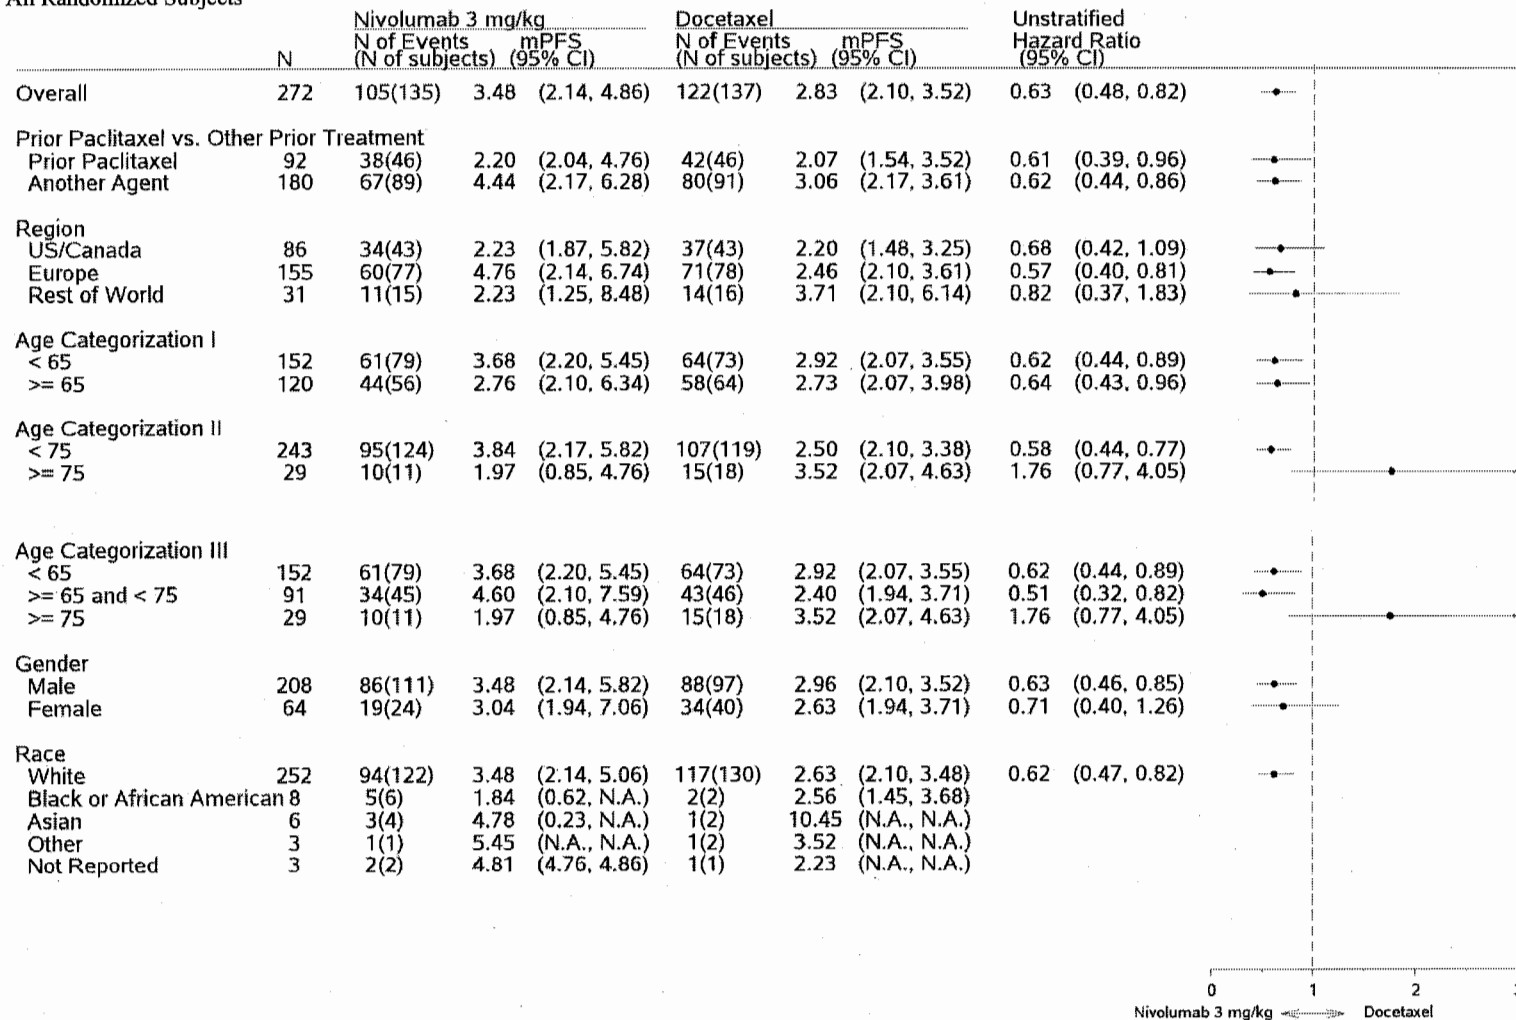 All Randomized Subjects
Nivolumab 3 mg/kg Docetaxel Unstratified
N of Events mPFS N of Events mPFS Hazard Ratio
N (N of subjects) (95% CI) (N of subjects) (95% CI) (95% CI)
Overall 272 105(135) 3.48 (2.14, 4.86) 122(137) 2.83 (2.10, 3.52) 0.63 (0.48, 0.82)
Prior Paclitaxel vs. Other Prior Treatment
Prior Paclitaxel 92 38(46) 2.20 (2.04, 4.76) 42(46) 2.07 (1.54, 3.52) 0.61 (0.39, 0.96)
Another Agent 180 67(89) 4.44 (2.17, 6.28) 80(91) 3.06 (2.17, 3.61) 0.62 (0.44, 0.86)
Region
US/Canada 86 34(43) 2.23 (1.87, 5.82) 37(43) 2.20 (1.48, 3.25) 0.68 (0.42, 1.09)
Europe 155 60(77) 4.76 (2.14, 6.74) 71(78) 2.46 (2.10, 3.61) 0.57 (0.40, 0.81)
Rest of World 31 11(15) 2.23 (1.25, 8.48) 14(16) 3.71 (2.10, 6.14) 0.82 (0.37, 1.83)
Age Categorization I
< 65 152 61(79) 3.68 (2.20, 5.45) 64(73) 2.92 (2.07, 3.55) 0.62 (0.44, 0.89)
>= 65 120 44(56) 2.76 (2.10, 6.34) 58(64) 2.73 (2.07, 3.98) 0.64 (0.43, 0.96)
Age Categorization II
< 75 243 95(124) 3.84 (2.17, 5.82) 107(119) 2.50 (2.10, 3.38) 0.58 (0.44, 0.77)
>= 75 29 10(11) 1.97 (0.85, 4.76) 15(18) 3.52 (2.07, 4.63) 1.76 (0.77, 4.05)
Age Categorization III
< 65 152 61(79) 3.68 (2.20, 5.45) 64(73) 2.92 (2.07, 3.55) 0.62 (0.44, 0.89)
>= 65 and < 75 91 34(45) 4.60 (2.10, 7.59) 43(46) 2.40 (1.94, 3.71) 0.51 (0.32, 0.82)
>= 75 29 10(11) 1.97 (0.85, 4.76) 15(18) 3.52 (2.07, 4.63) 1.76 (0.77, 4.05)
Gender
Male 208 86(111) 3.48 (2.14, 5.82) 88(97) 2.96 (2.10, 3.52) 0.63 (0.46, 0.85)
Female 64 19(24) 3.04 (1.94, 7.06) 34(40) 2.63 (1.94, 3.71) 0.71 (0.40, 1.26)
Race
White 252 94(122) 3.48 (2.14, 5.06) 117(130) 2.63 (2.10, 3.48) 0.62 (0.47, 0.82)
Black or African American 8 5(6) 1.84 (0.62, N.A.) 2(2) 2.56 (1.45, 3.68)
Asian 6 3(4) 4.78 (0.23, N.A.) 1(2) 10.45 (N.A., N.A.)
Other 3 1(1) 5.45 (N.A., N.A.) 1(2) 3.52 (N.A., N.A.)
Not Reported 3 2(2) 4.81 (4.76, 4.86) 1(1) 2.23 (N.A., N.A.)
0 1 2
Nivolumab 3 mg/kg Docetaxel